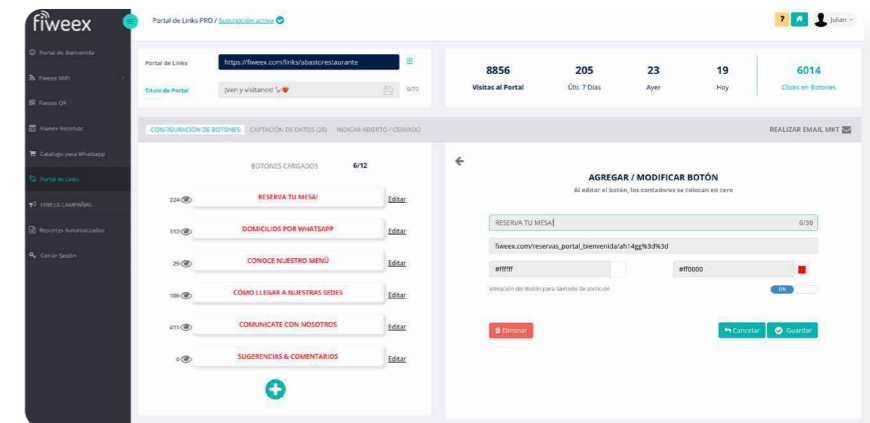 fiweex
Portal de Links PRO / Suscripción activa
?
Julian
Portal de Bienvenida
Fiweex WiFi
Fiweex QR
Fiweex Reservas
Catálogo para Whatsapp
Portal de Links
FIWEEX CAMPAÑAS
Reportes Automatizados
Cerrar Sesión
Portal de Links
https://fiweex.com/links/abastorestaurante
Título de Portal
¡Ven y visítanos!
0/70
8856
Visitas al Portal
205
Últi. 7 Días
23
Ayer
19
Hoy
6014
Clicks en Botones
CONFIGURACIÓN DE BOTONES
CAPTACIÓN DE DATOS (28)
INDICAR ABIERTO / CERRADO
REALIZAR EMAIL MKT
BOTONES CARGADOS 6/12
224 RESERVA TU MESA! Editar
312 DOMICILIOS POR WHATSAPP Editar
25 CONOCE NUESTRO MENÚ Editar
106 CÓMO LLEGAR A NUESTRAS SEDES Editar
411 COMUNICATE CON NOSOTROS Editar
0 SUGERENCIAS & COMENTARIOS Editar
AGREGAR / MODIFICAR BOTÓN
Al editar el botón, los contadores se colocan en cero
RESERVA TU MESA! 0/30
fiweex.com/reservas_portal_bienvenida/ah14gg%3d%3d
#ffffff
#ff0000
Vibración del Botón para llamado de atención
ON
Eliminar
Cancelar
Guardar